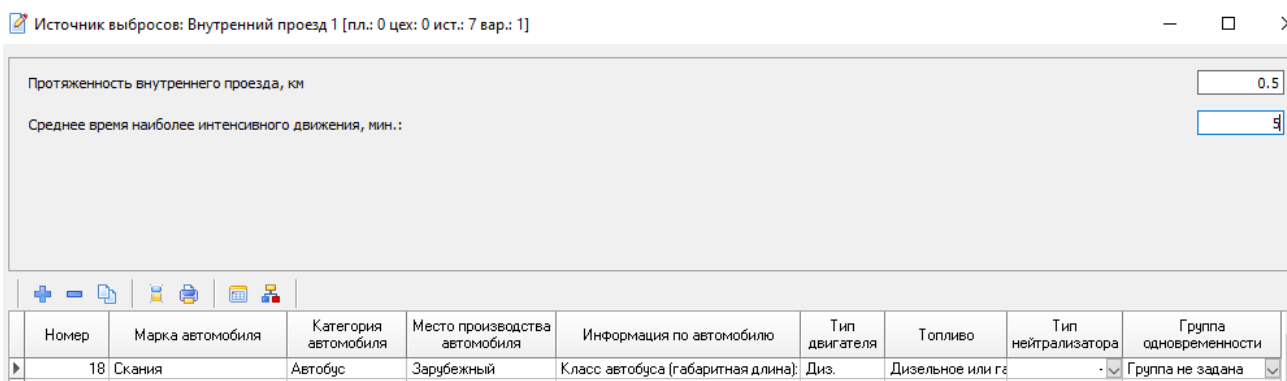 Источник выбросов: Внутренний проезд 1 [пл.: 0 цех: 0 ист.: 7 вар.: 1]
Протяженность внутреннего проезда, км 0.5
Среднее время наиболее интенсивного движения, мин.: 5
Номер Марка автомобиля Категория автомобиля Место производства автомобиля Информация по автомобилю Тип двигателя Топливо Тип нейтрализатора Группа одновременности
18 Скания Автобус Зарубежный Класс автобуса (габаритная длина): Диз. Дизельное или га - Группа не задана